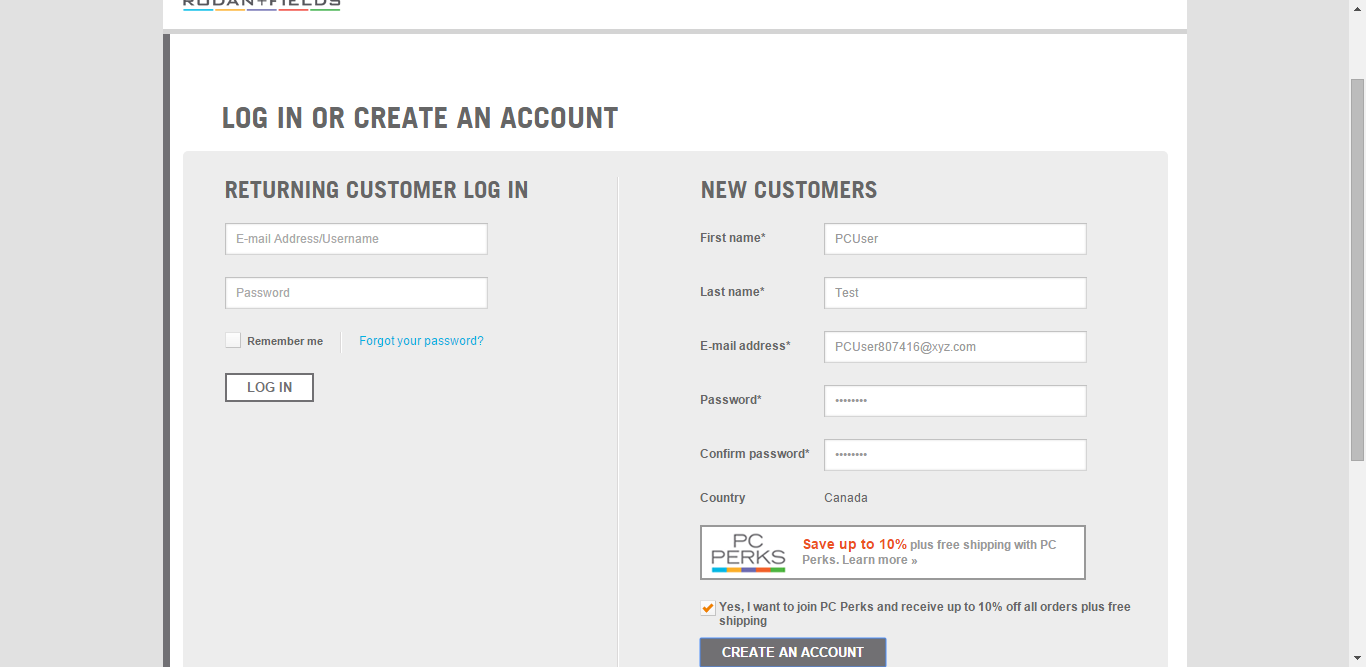 RODAN+FIELDS
LOG IN OR CREATE AN ACCOUNT
RETURNING CUSTOMER LOG IN
E-mail Address/Username
Password
Remember me
Forgot your password?
LOG IN
NEW CUSTOMERS
First name*
PCUser
Last name*
Test
E-mail address*
PCUser807416@xyz.com
Password*
••••••••
Confirm password*
••••••••
Country
Canada
PC
PERKS
Save up to 10% plus free shipping with PC
Perks. Learn more »
Yes, I want to join PC Perks and receive up to 10% off all orders plus free
shipping
CREATE AN ACCOUNT